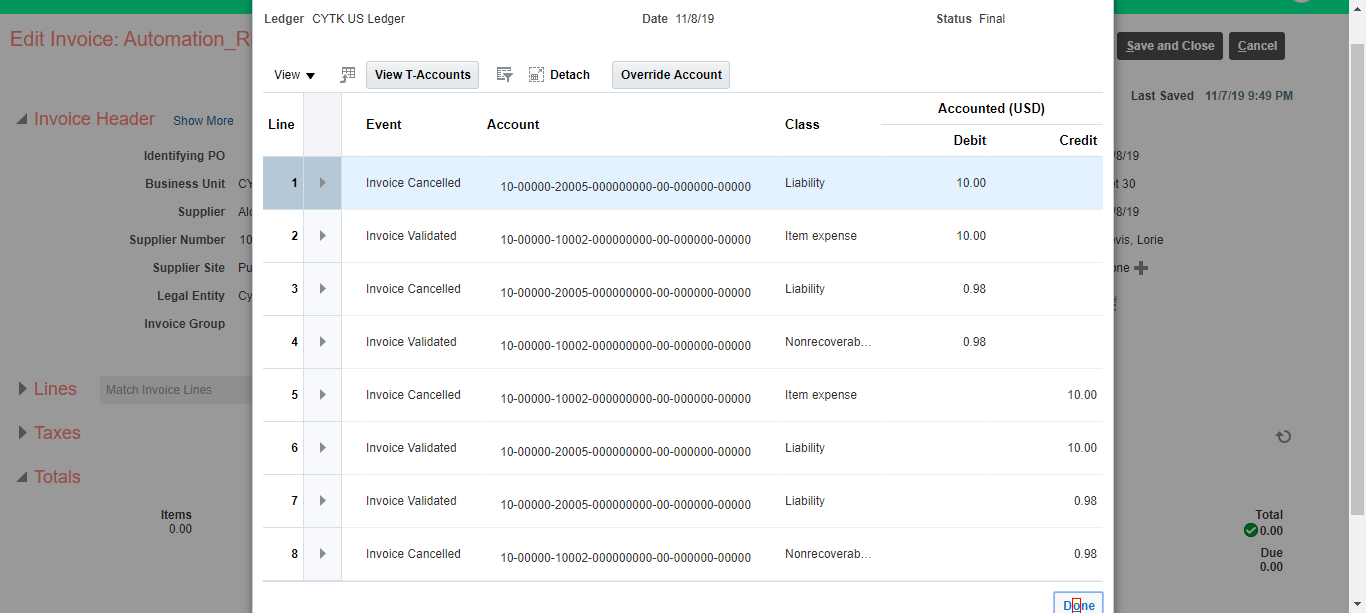 Ledger CYTK US Ledger Date 11/8/19 Status Final
Edit Invoice: Automation_R
Save and Close Cancel
View View T-Accounts Detach Override Account
Last Saved 11/7/19 9:49 PM
Invoice Header Show More
Line Event Account Class Accounted (USD)
Debit Credit
Identifying PO
Business Unit CY
Supplier Alc
Supplier Number 10
Supplier Site Pu
Legal Entity Cy
Invoice Group
/8/19
et 30
/8/19
evis, Lorie
one
1 Invoice Cancelled 10-00000-20005-000000000-00-000000-00000 Liability 10.00
2 Invoice Validated 10-00000-10002-000000000-00-000000-00000 Item expense 10.00
3 Invoice Cancelled 10-00000-20005-000000000-00-000000-00000 Liability 0.98
4 Invoice Validated 10-00000-10002-000000000-00-000000-00000 Nonrecoverab... 0.98
5 Invoice Cancelled 10-00000-10002-000000000-00-000000-00000 Item expense 10.00
6 Invoice Validated 10-00000-20005-000000000-00-000000-00000 Liability 10.00
7 Invoice Validated 10-00000-20005-000000000-00-000000-00000 Liability 0.98
8 Invoice Cancelled 10-00000-10002-000000000-00-000000-00000 Nonrecoverab... 0.98
Lines Match Invoice Lines
Taxes
Totals
Items
0.00
Total
0.00
Due
0.00
Done